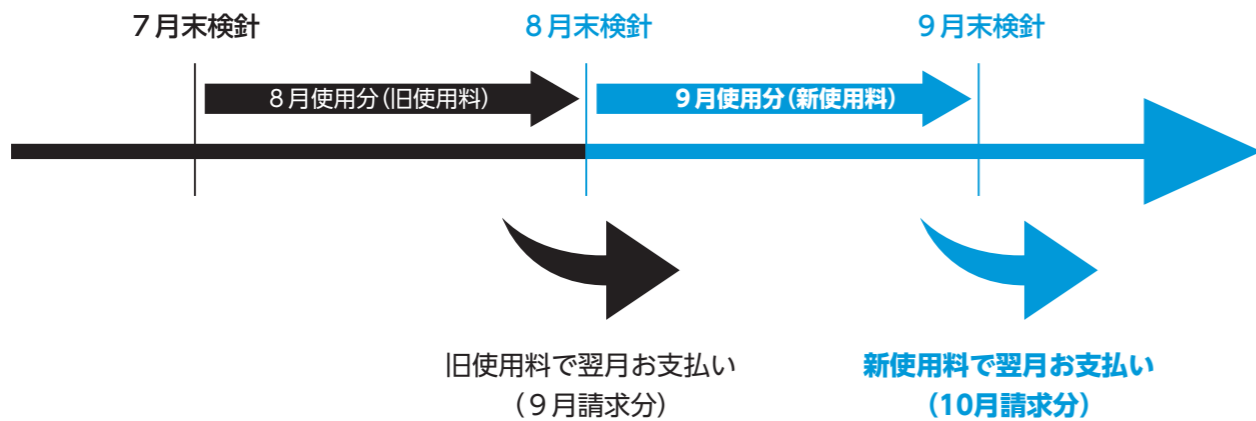 ７月末検針
８月末検針
９月末検針
８月使用分（旧使用料）
９月使用分（新使用料）
旧使用料で翌月お支払い
（９月請求分）
新使用料で翌月お支払い
（10月請求分）